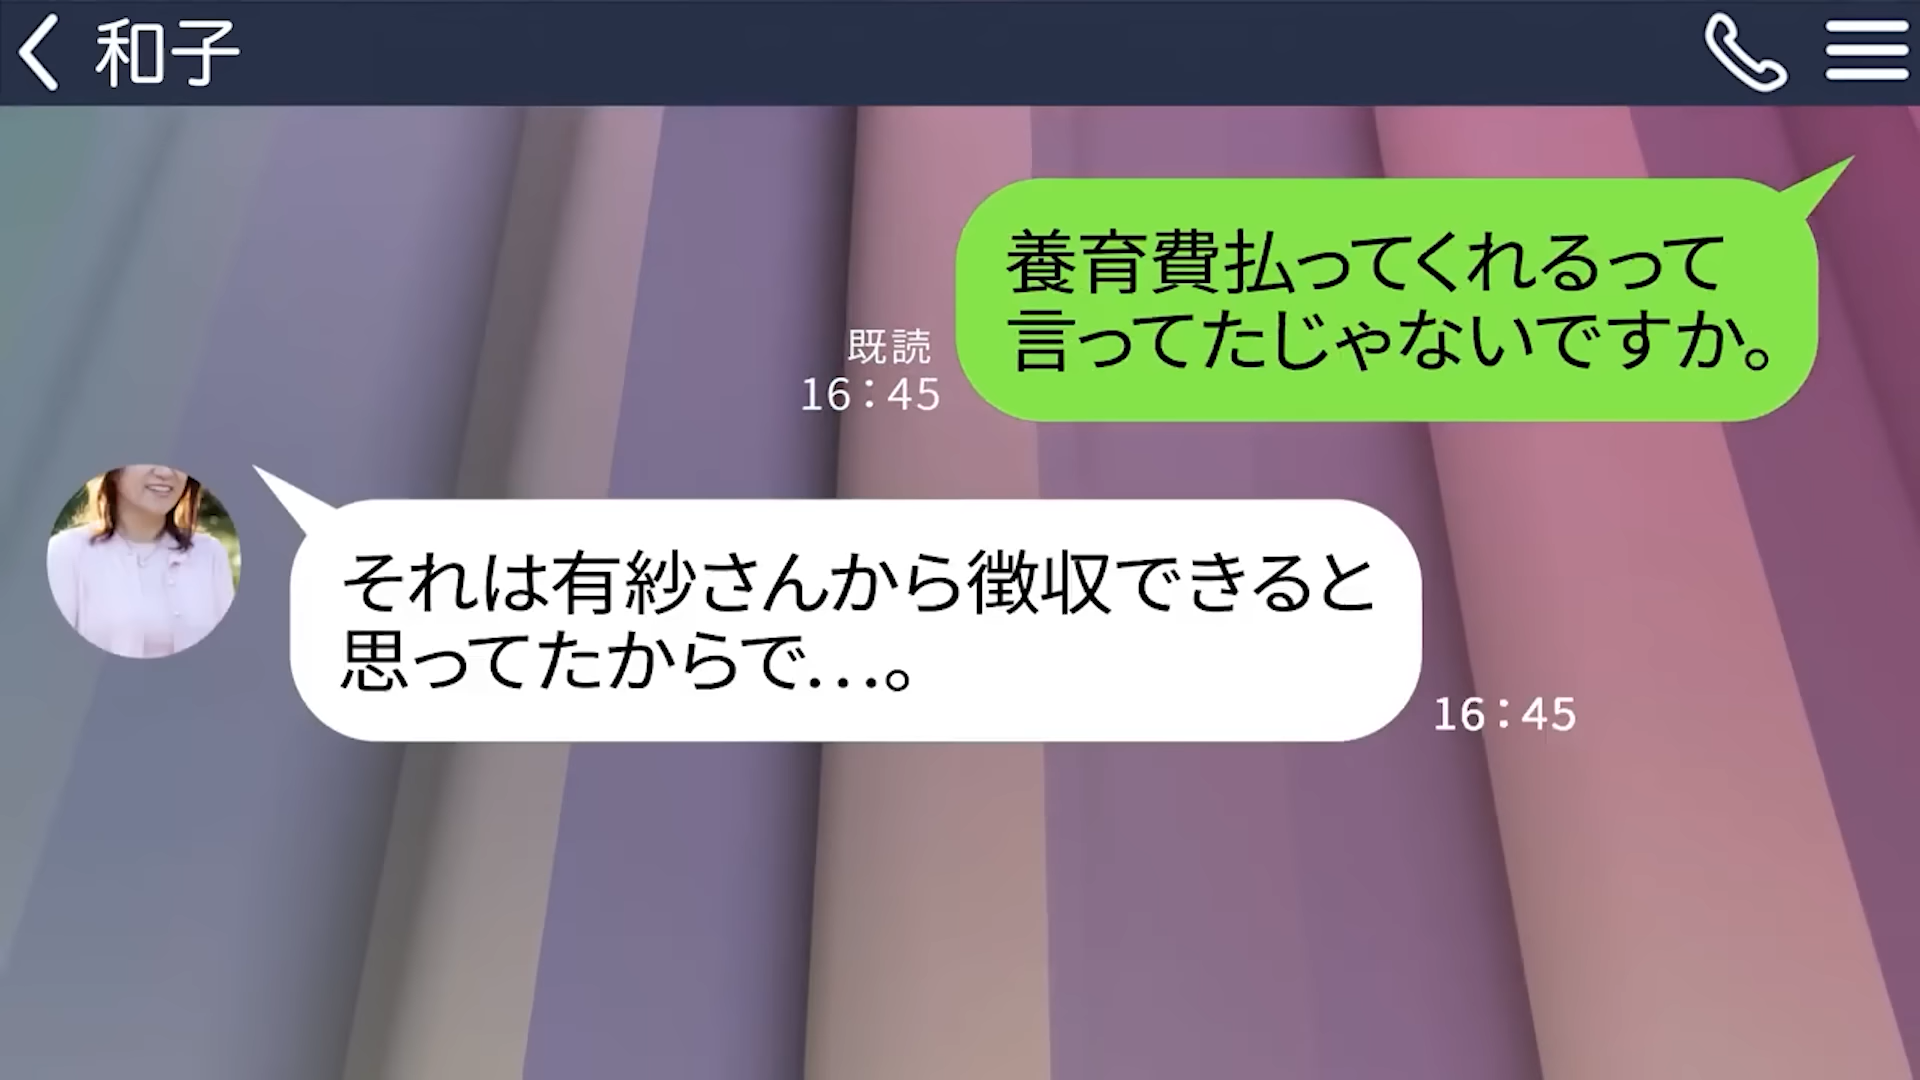 和子
養育費払ってくれるって
言ってたじゃないですか。
既読
16:45
それは有紗さんから徴収できると
思ってたからで…。
16:45